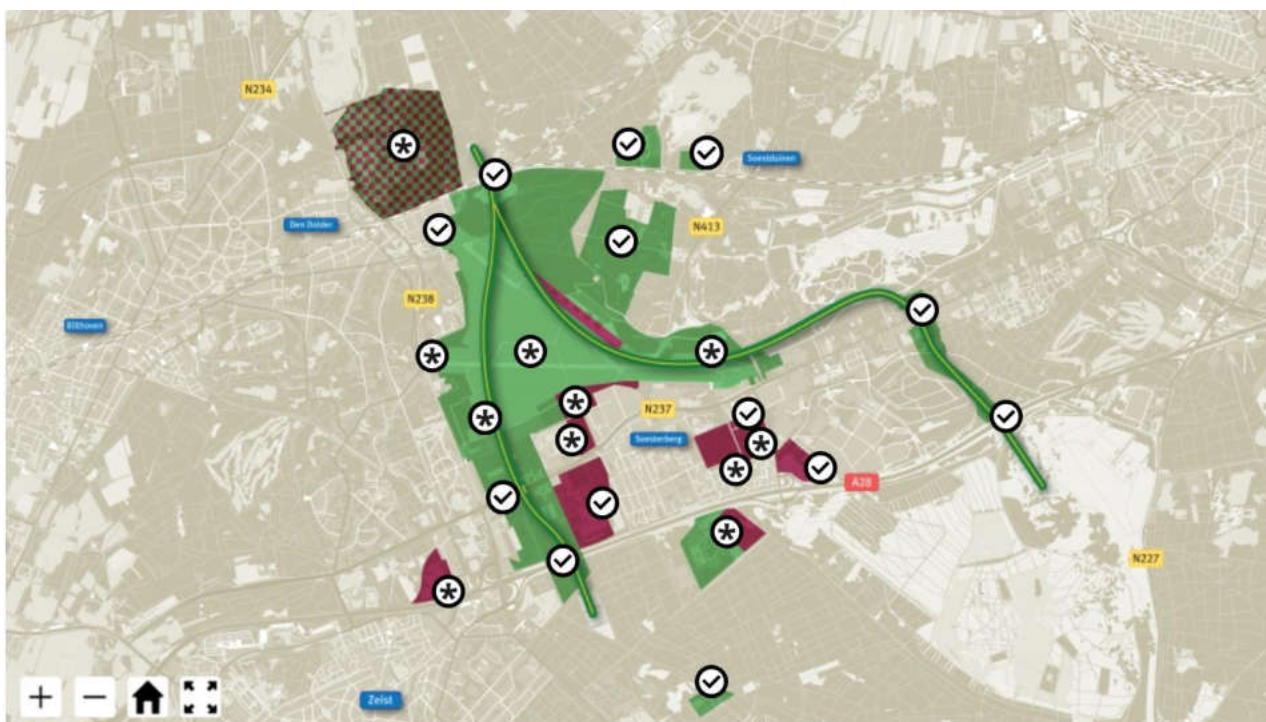 N234
Soestduinen
Den Dolder
N413
N238
Bilthoven
N237
Soesterberg
A28
N227
Zeist